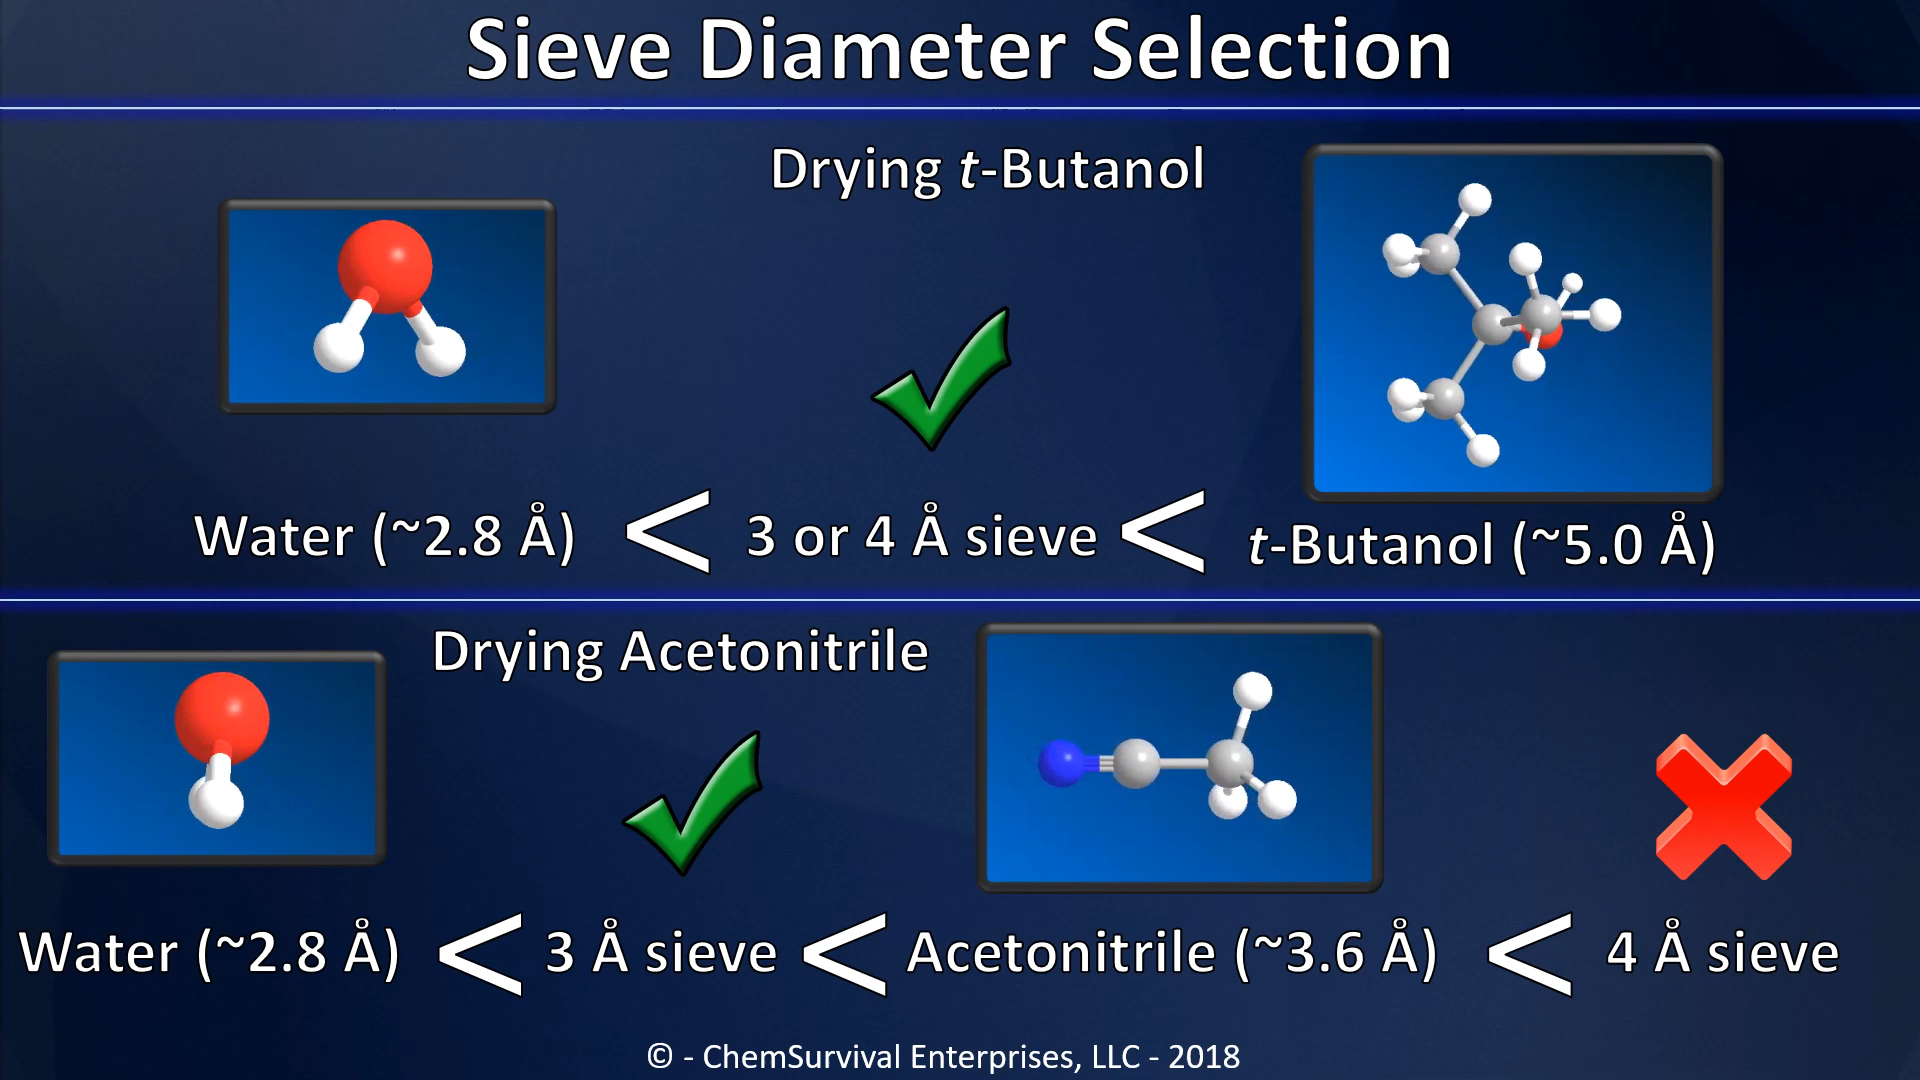 Sieve Diameter Selection
Drying t-Butanol
Water (~2.8 Å) < 3 or 4 Å sieve < t-Butanol (~5.0 Å)
Drying Acetonitrile
Water (~2.8 Å) < 3 Å sieve < Acetonitrile (~3.6 Å) < 4 Å sieve
© - ChemSurvival Enterprises, LLC - 2018